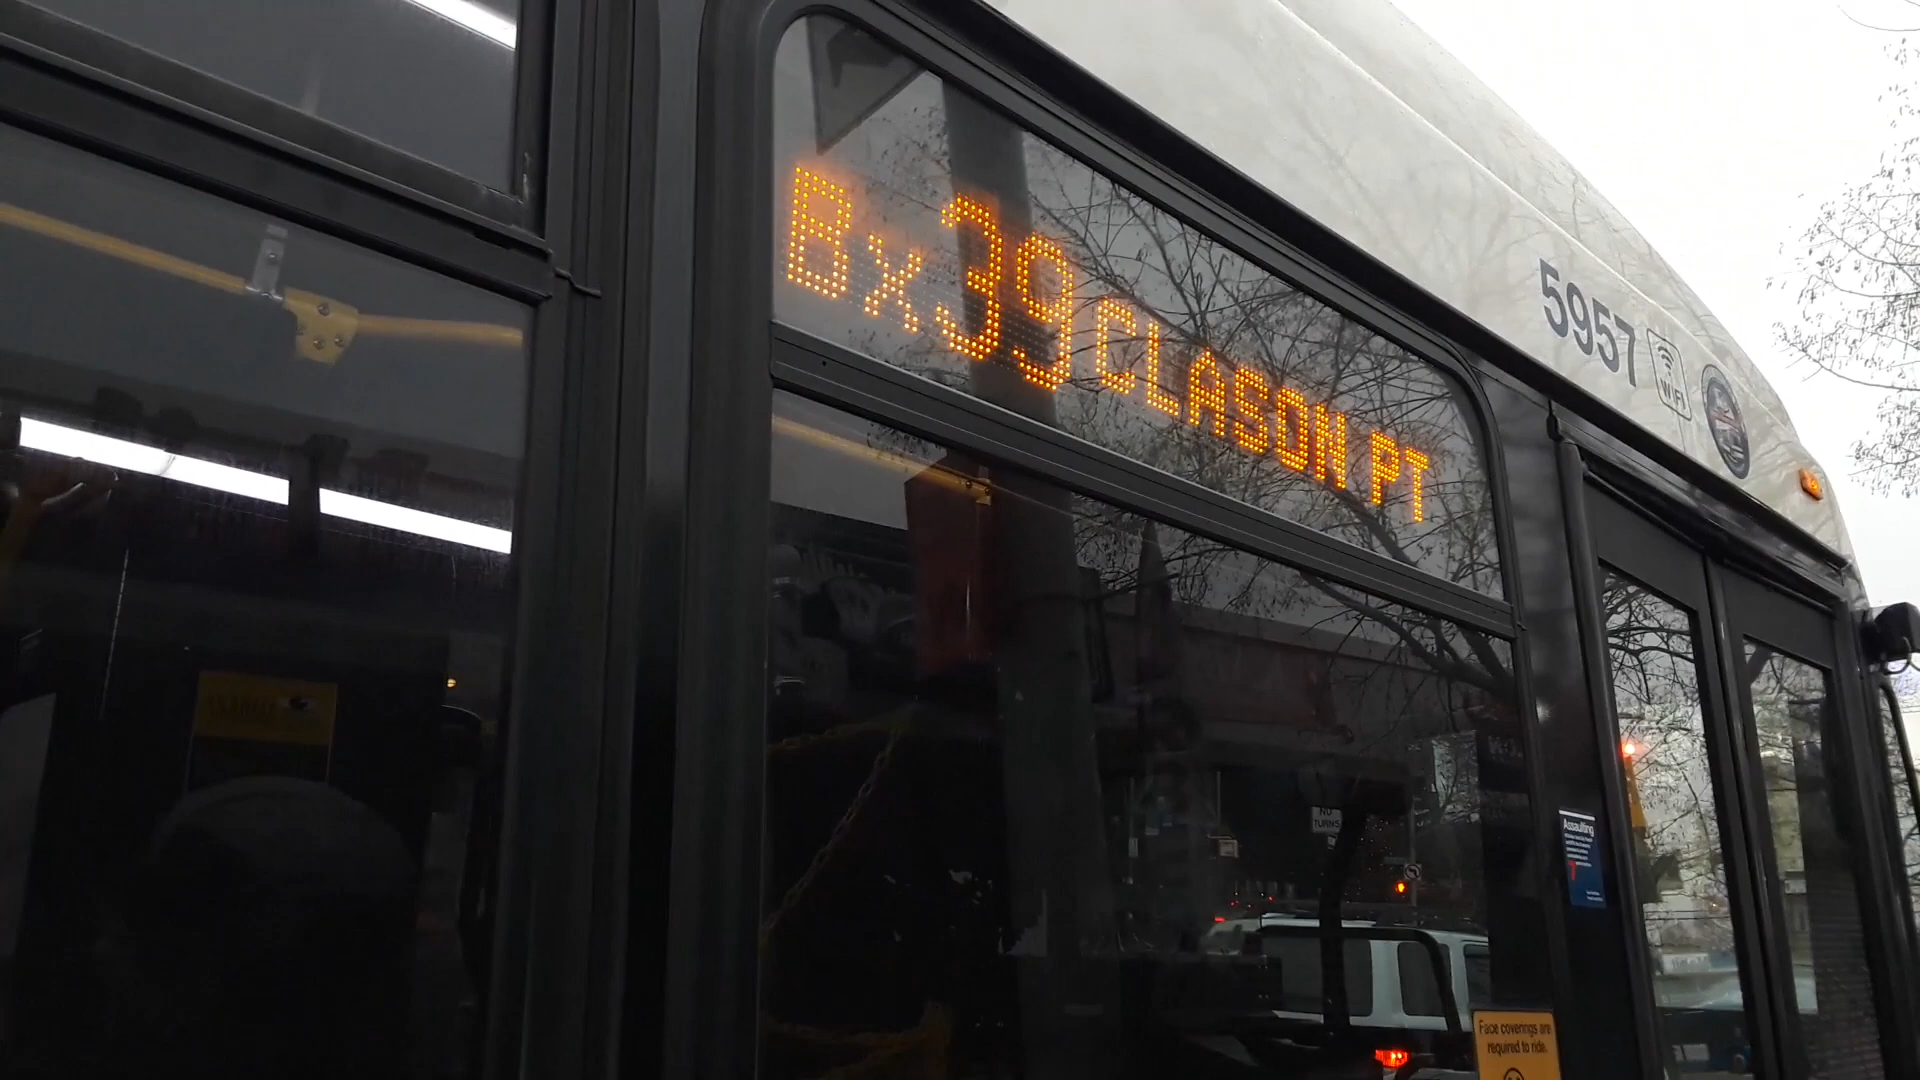 Bx39 CLASON PT
5957
WiFi
NO
TURNS
Assaulting
Face coverings are
required to ride.